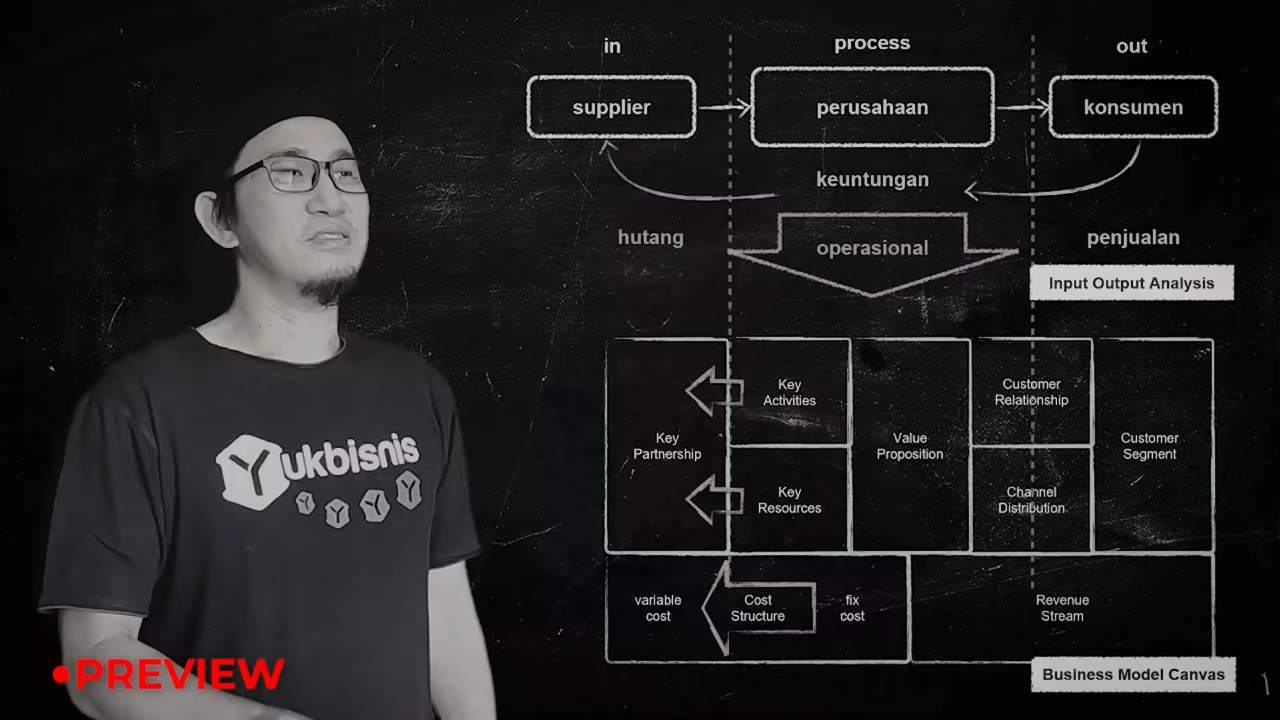 in
process
out
supplier
perusahaan
konsumen
keuntungan
hutang
operasional
penjualan
Input Output Analysis
Key
Partnership
Key
Activities
Key
Resources
Value
Proposition
Customer
Relationship
Channel
Distribution
Customer
Segment
variable
cost
Cost
Structure
fix
cost
Revenue
Stream
Business Model Canvas
Yukbisnis
•PREVIEW